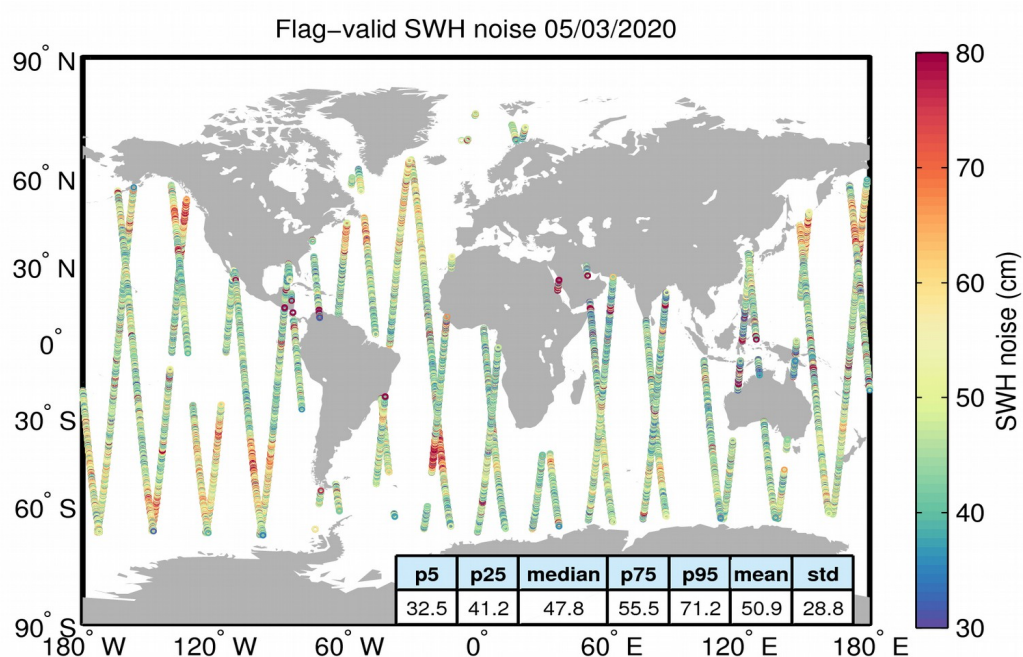 Flag−valid SWH noise 05/03/2020
90° N
60° N
30° N
0°
30° S
60° S
90° S
180° W
120° W
60° W
0°
60° E
120° E
180° E
80
70
60
50
40
30
SWH noise (cm)
p5 p25 median p75 p95 mean std
32.5 41.2 47.8 55.5 71.2 50.9 28.8